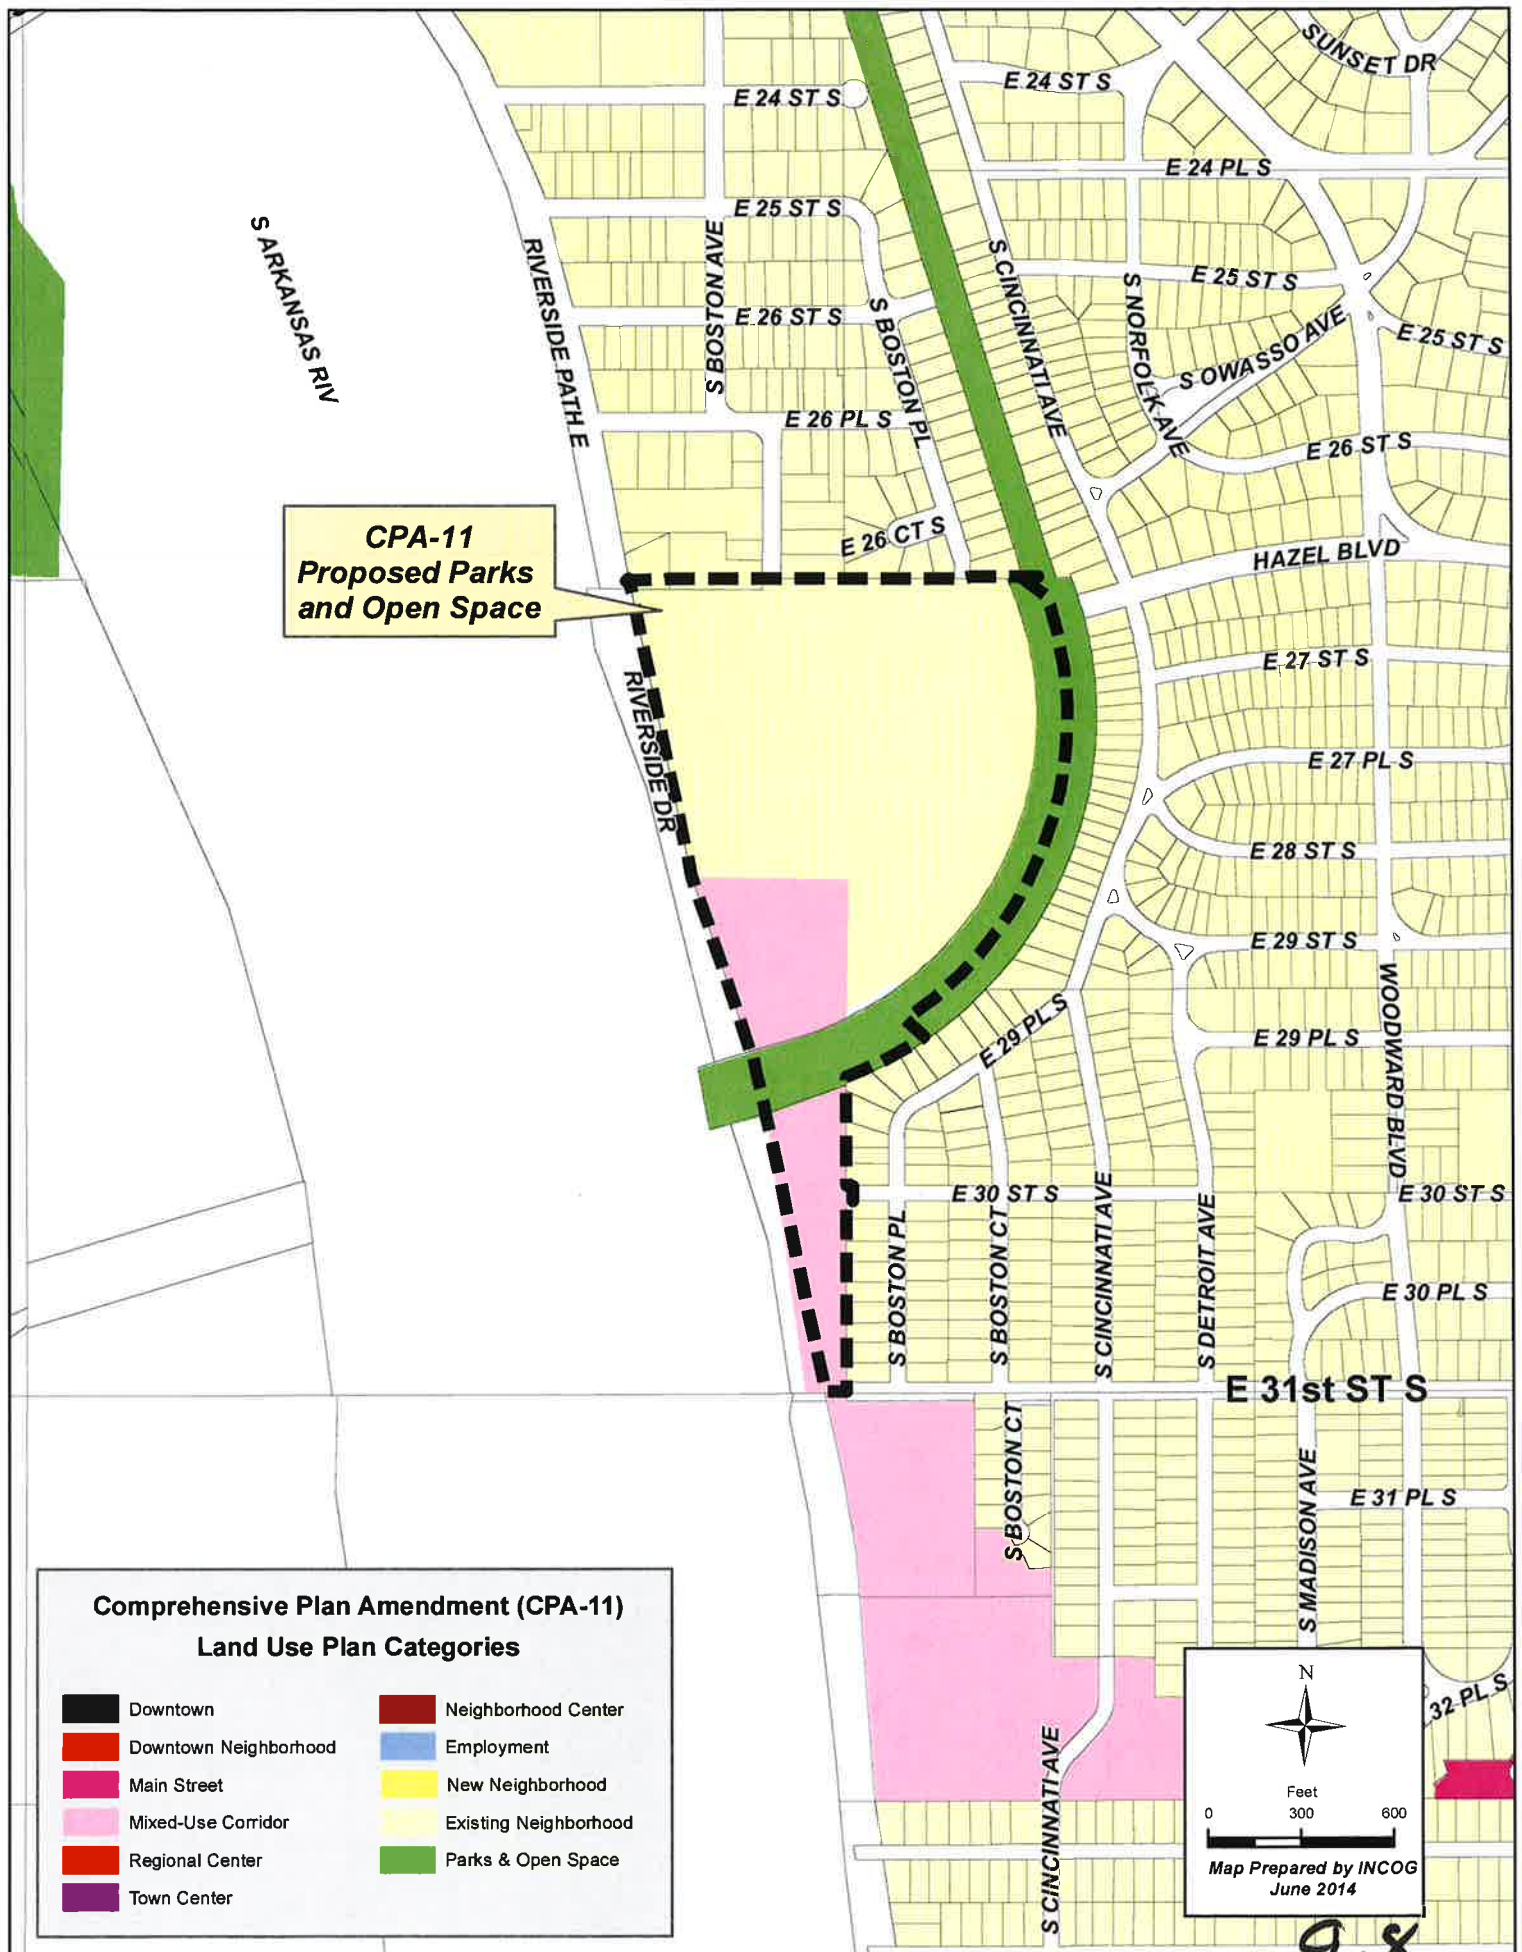 SUNSET DR
E 24 ST S
E 24 ST S
E 24 PL S
E 25 ST S
S ARKANSAS RIV
RIVERSIDE PATH E
S BOSTON AVE
S CINCINNATI AVE
E 25 ST S
S NORFOLK AVE
E 26 ST S
S BOSTON PL
S OWASSO AVE
E 25 ST S
E 26 PL S
E 26 ST S
CPA-11
Proposed Parks
and Open Space
E 26 CT S
HAZEL BLVD
E 27 ST S
RIVERSIDE DR
E 27 PL S
E 28 ST S
E 29 ST S
WOODWARD BLVD
E 29 PL S
E 29 PL S
E 30 ST S
E 30 ST S
S BOSTON PL
S BOSTON CT
S CINCINNATI AVE
S DETROIT AVE
E 30 PL S
E 31st ST S
S BOSTON CT
S MADISON AVE
E 31 PL S
32 PL S
S CINCINNATI AVE
Comprehensive Plan Amendment (CPA-11)
Land Use Plan Categories
Downtown
Downtown Neighborhood
Main Street
Mixed-Use Corridor
Regional Center
Town Center
Neighborhood Center
Employment
New Neighborhood
Existing Neighborhood
Parks & Open Space
N
Feet
0 300 600
Map Prepared by INCOG
June 2014